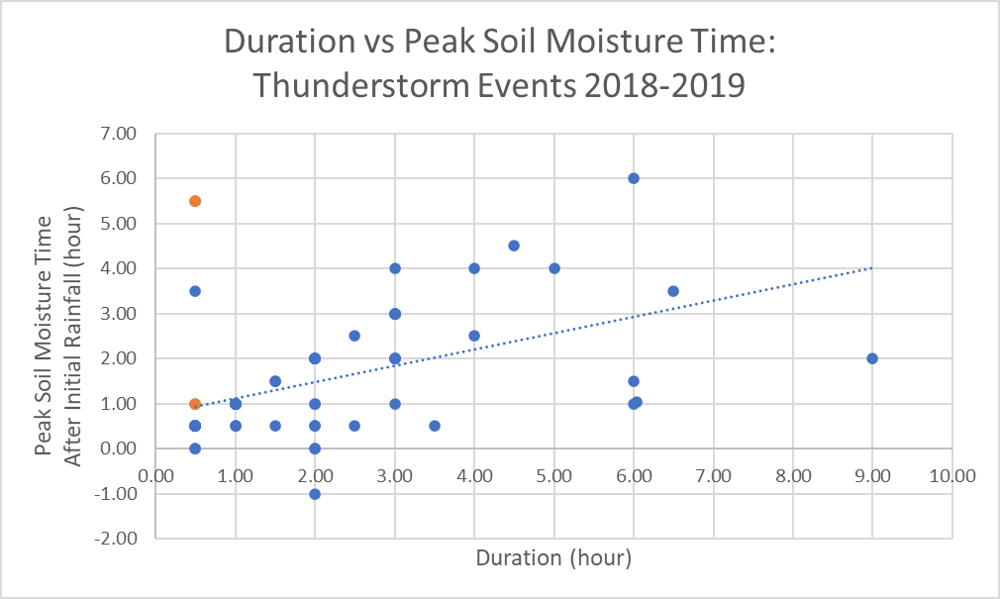 Duration vs Peak Soil Moisture Time:
Thunderstorm Events 2018-2019
Peak Soil Moisture Time
After Initial Rainfall (hour)
7.00
6.00
5.00
4.00
3.00
2.00
1.00
0.00
-1.00
-2.00
0.00 1.00 2.00 3.00 4.00 5.00 6.00 7.00 8.00 9.00 10.00
Duration (hour)